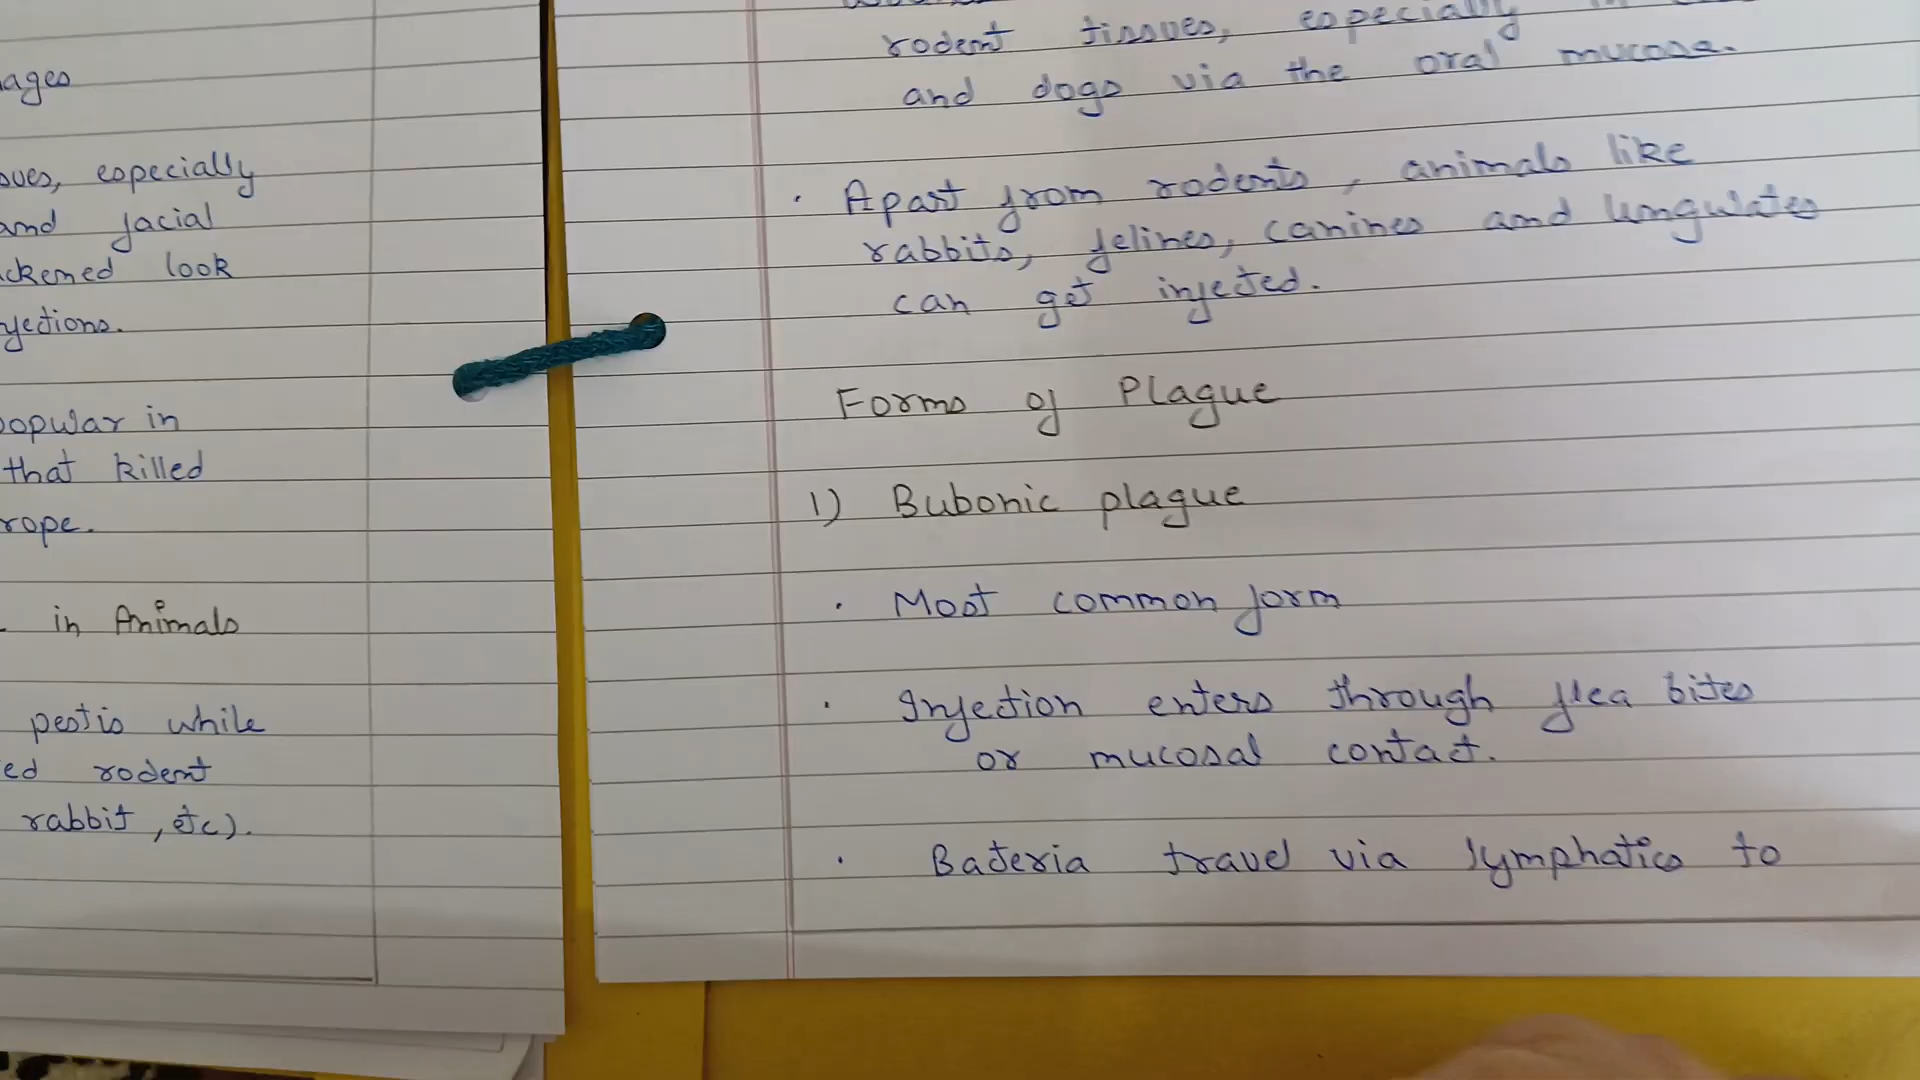 ages
oues, especially
and facial
ckened look
fections.
popular in
that killed
rope.
in Animals
pestis while
ed rodent
rabbit, etc).
rodent tissues, especially in
and dogs via the oral mucosa.
· Apart from rodents, animals like
rabbits, felines, canines and ungulates
can get infected.
Forms of Plague
1) Bubonic plague
· Most common form
· Infection enters through flea bites
or mucosal contact.
· Bacteria travel via lymphatics to